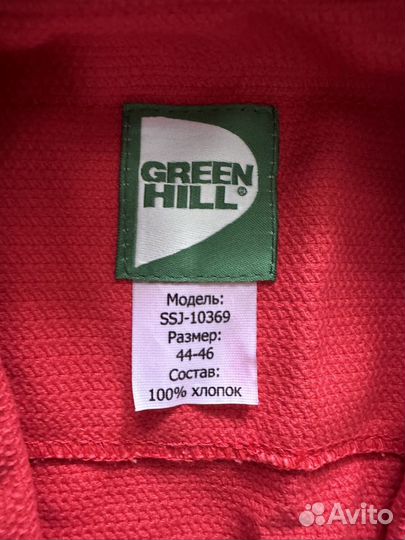 GREEN
HILL®
Модель:
SSJ-10369
Размер:
44-46
Состав:
100% хлопок
Avito